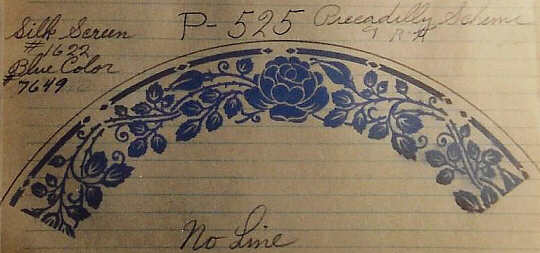 Silk Screen
#1622
Blue Color
#7649
P-525
Piccadilly Scheme
No Line